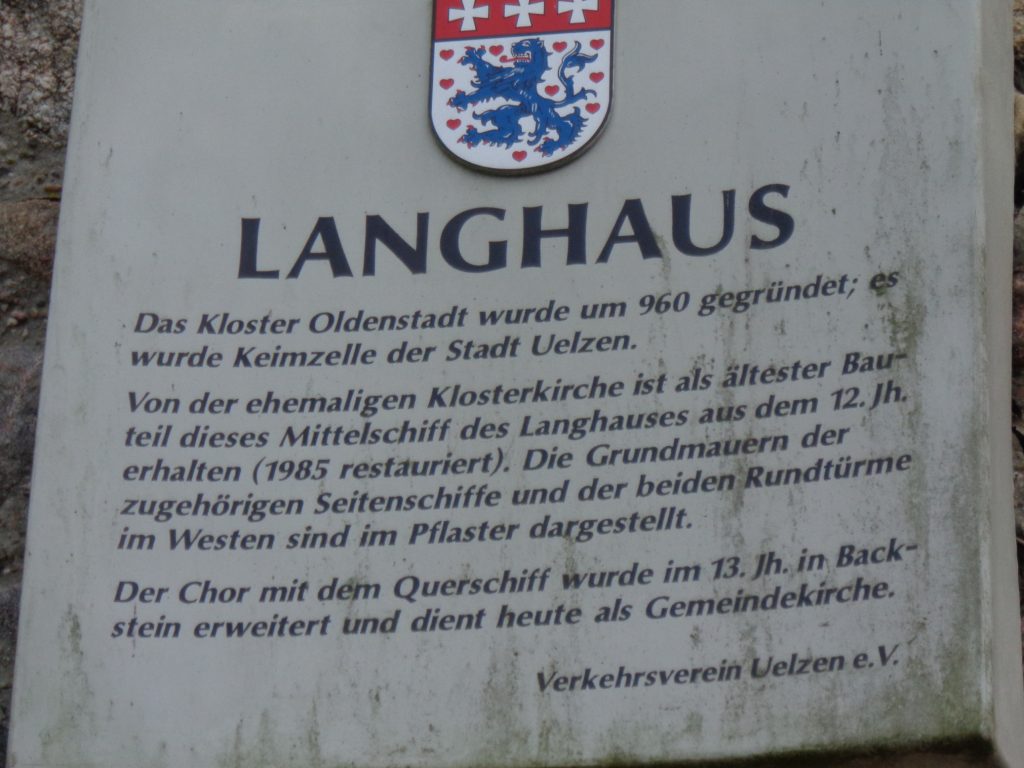 LANGHAUS
Das Kloster Oldenstadt wurde um 960 gegründet; es
wurde Keimzelle der Stadt Uelzen.
Von der ehemaligen Klosterkirche ist als ältester Bau-
teil dieses Mittelschiff des Langhauses aus dem 12. Jh.
erhalten (1985 restauriert). Die Grundmauern der
zugehörigen Seitenschiffe und der beiden Rundtürme
im Westen sind im Pflaster dargestellt.
Der Chor mit dem Querschiff wurde im 13. Jh. in Back-
stein erweitert und dient heute als Gemeindekirche.
Verkehrsverein Uelzen e.V.